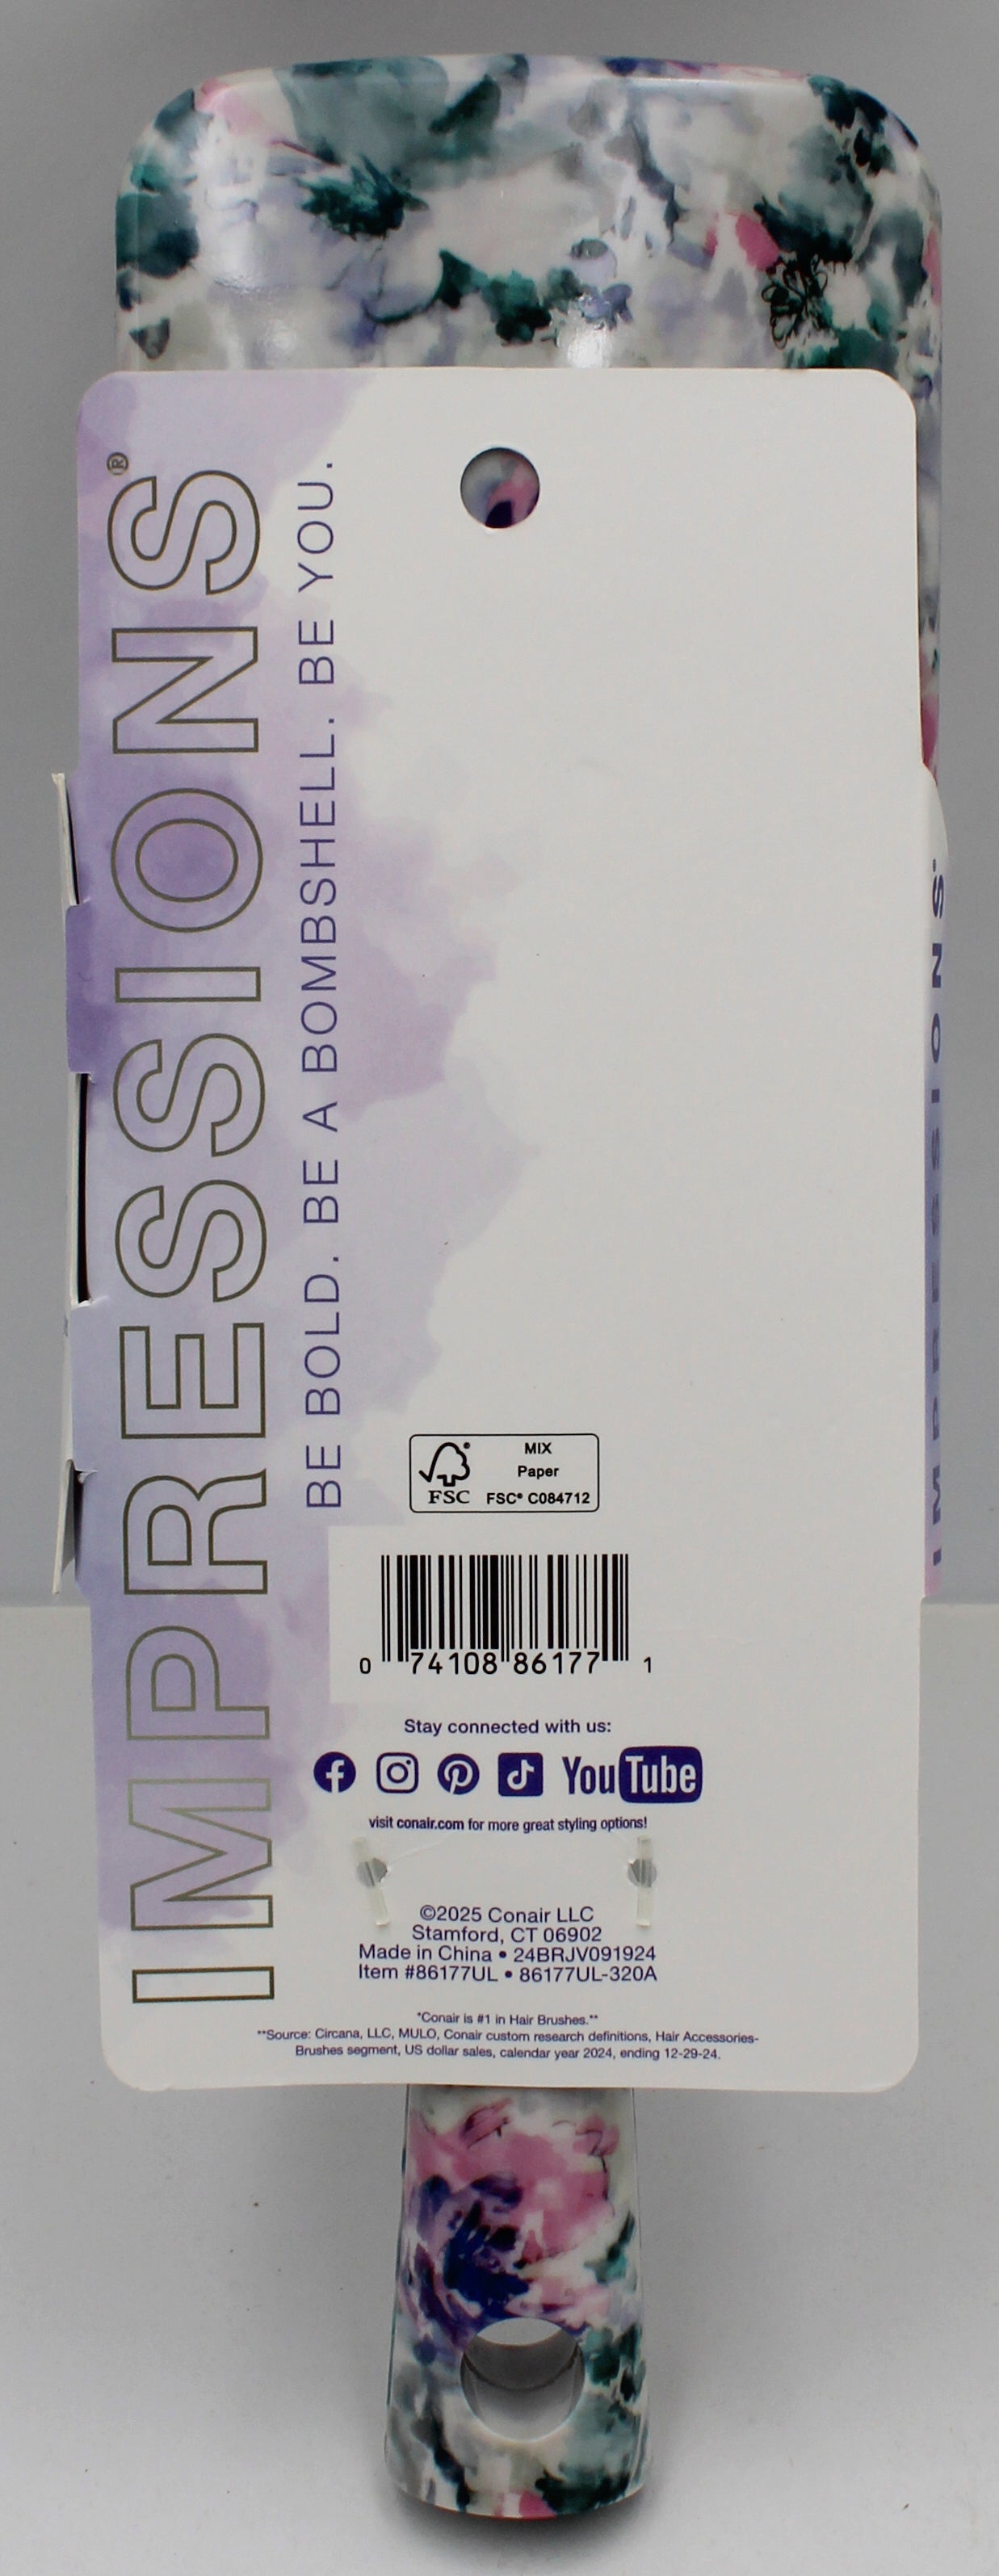 IMPRESSIONS®
BE BOLD. BE A BOMBSHELL. BE YOU.
FSC®
MIX
Paper
FSC® C084712
0 74108 86177 1
Stay connected with us:
YouTube
visit conair.com for more great styling options!
©2025 Conair LLC
Stamford, CT 06902
Made in China • 24BRJV091924
Item #86177UL • 86177UL-320A
*Conair is #1 in Hair Brushes.**
**Source: Circana, LLC, MULO, Conair custom research definitions, Hair Accessories-
Brushes segment, US dollar sales, calendar year 2024, ending 12-29-24.
IMPRESSIONS®